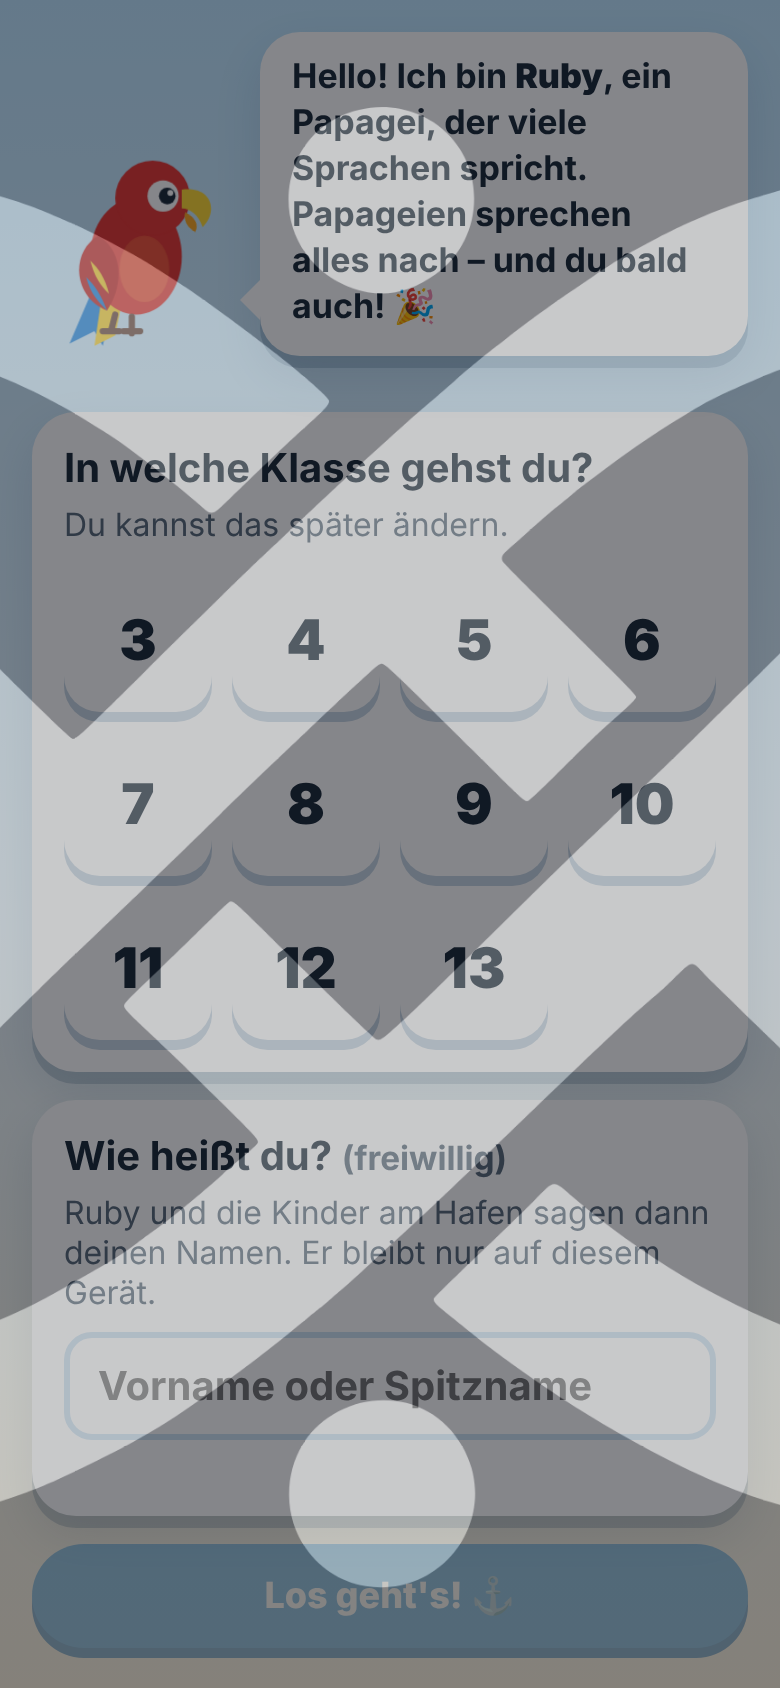 Hello! Ich bin Ruby, ein
Papagei, der viele
Sprachen spricht.
Papageien sprechen
alles nach – und du bald
auch! 🎉
In welche Klasse gehst du?
Du kannst das später ändern.
3 4 5 6
7 8 9 10
11 12 13
Wie heißt du? (freiwillig)
Ruby und die Kinder am Hafen sagen dann
deinen Namen. Er bleibt nur auf diesem
Gerät.
Vorname oder Spitzname
Los geht's! ⚓